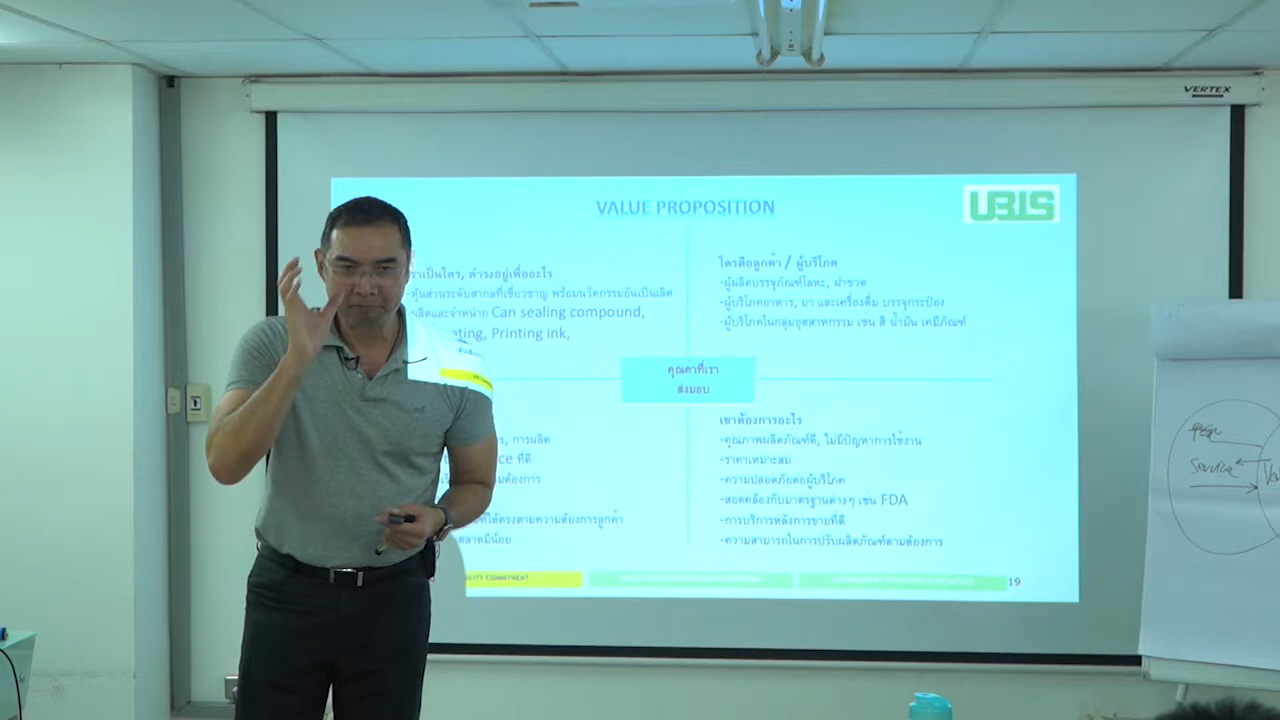 VERTEX
VALUE PROPOSITION
UBIS
ราเป็นใคร, ดำรงอยู่เพื่ออะไร
-หุ้นส่วนระดับสากลที่เชี่ยวชาญ พร้อมนวัตกรรมอันเป็นเลิศ
ผลิตและจำหน่าย Can sealing compound,
ting, Printing ink,
ใครคือลูกค้า / ผู้บริโภค
-ผู้ผลิตบรรจุภัณฑ์โลหะ, ฝาขวด
-ผู้บริโภคอาหาร, ยา และเครื่องดื่ม บรรจุกระป๋อง
-ผู้บริโภคในกลุ่มอุตสาหกรรม เช่น สี น้ำมัน เคมีภัณฑ์
คุณค่าที่เรา
ส่งมอบ
, การผลิต
ce ที่ดี
มต้องการ
ได้ตรงตามความต้องการลูกค้า
ตลาดมีน้อย
เขาต้องการอะไร
-คุณภาพผลิตภัณฑ์ดี, ไม่มีปัญหาการใช้งาน
-ราคาเหมาะสม
-ความปลอดภัยต่อผู้บริโภค
-สอดคล้องกับมาตรฐานต่างๆ เช่น FDA
-การบริการหลังการขายที่ดี
-ความสามารถในการปรับผลิตภัณฑ์ตามต้องการ
ILITY COMMITMENT
19
Service